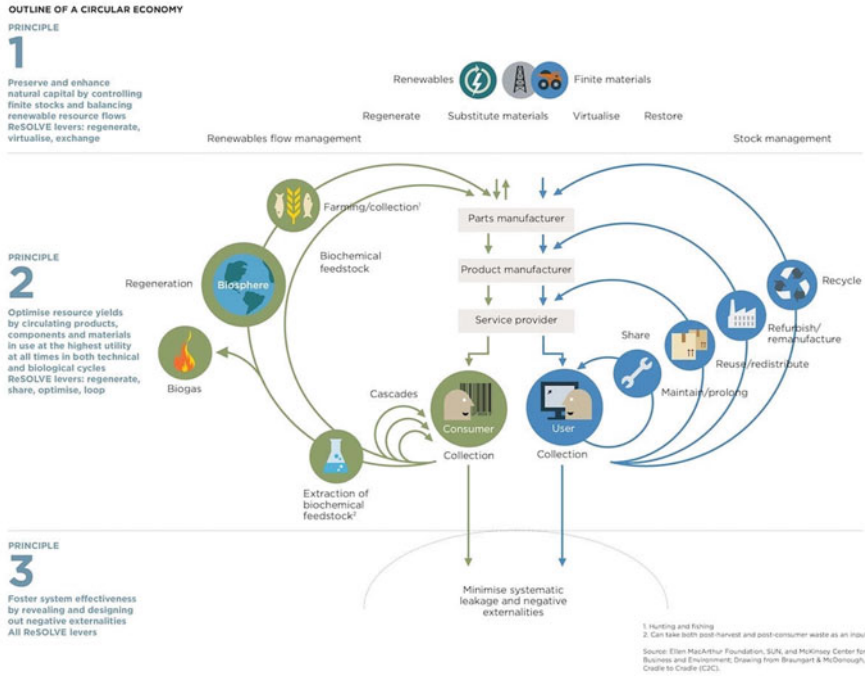 OUTLINE OF A CIRCULAR ECONOMY
PRINCIPLE
1
Preserve and enhance
natural capital by controlling
finite stocks and balancing
renewable resource flows
ReSOLVE levers: regenerate,
virtualise, exchange
Renewables
Finite materials
Regenerate
Substitute materials
Virtualise
Restore
Renewables flow management
Stock management
PRINCIPLE
2
Optimise resource yields
by circulating products,
components and materials
in use at the highest utility
at all times in both technical
and biological cycles
ReSOLVE levers: regenerate,
share, optimise, loop
Farming/collection¹
Biochemical
feedstock
Regeneration
Biosphere
Biogas
Cascades
Extraction of
biochemical
feedstock²
Parts manufacturer
Product manufacturer
Service provider
Consumer
Collection
User
Collection
Share
Maintain/prolong
Reuse/redistribute
Refurbish/
remanufacture
Recycle
PRINCIPLE
3
Foster system effectiveness
by revealing and designing
out negative externalities
All ReSOLVE levers
Minimise systematic
leakage and negative
externalities
1. Hunting and fishing
2. Can take both post-harvest and post-consumer waste as an input
Source: Ellen MacArthur Foundation, SUN, and McKinsey Center for
Business and Environment; Drawing from Braungart & McDonough,
Cradle to Cradle (C2C).